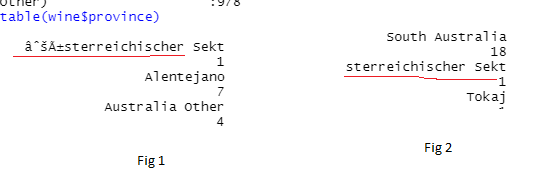 Other) :978
table(wine$province)
âˆšÄ±sterreichischer Sekt
1
Alentejano
7
Australia Other
4
Fig 1
South Australia
18
sterreichischer Sekt
1
Tokaj
Fig 2